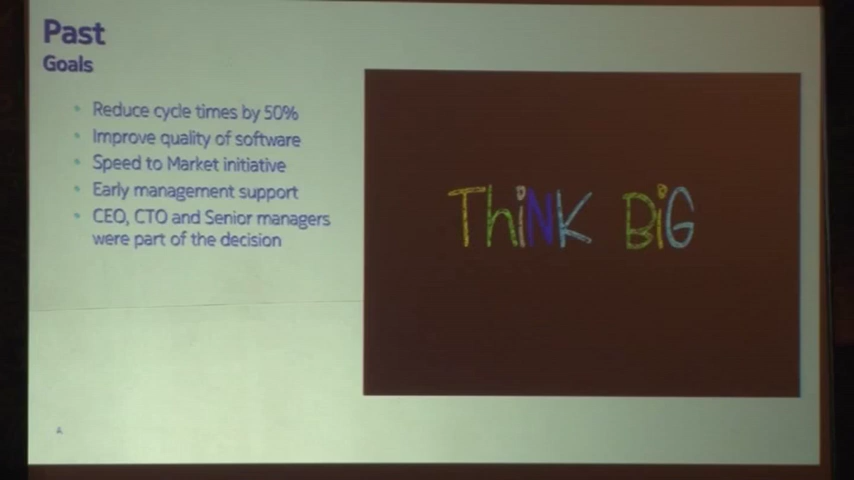 Past
Goals
• Reduce cycle times by 50%
• Improve quality of software
• Speed to Market initiative
• Early management support
• CEO, CTO and Senior managers
were part of the decision
THiNK BiG